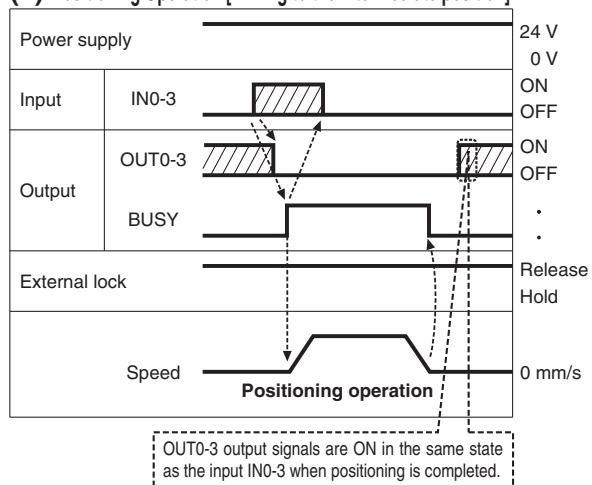 Power supply
24 V
0 V
Input
IN0-3
ON
OFF
Output
OUT0-3
ON
OFF
BUSY
External lock
Release
Hold
Speed
0 mm/s
Positioning operation
OUT0-3 output signals are ON in the same state
as the input IN0-3 when positioning is completed.